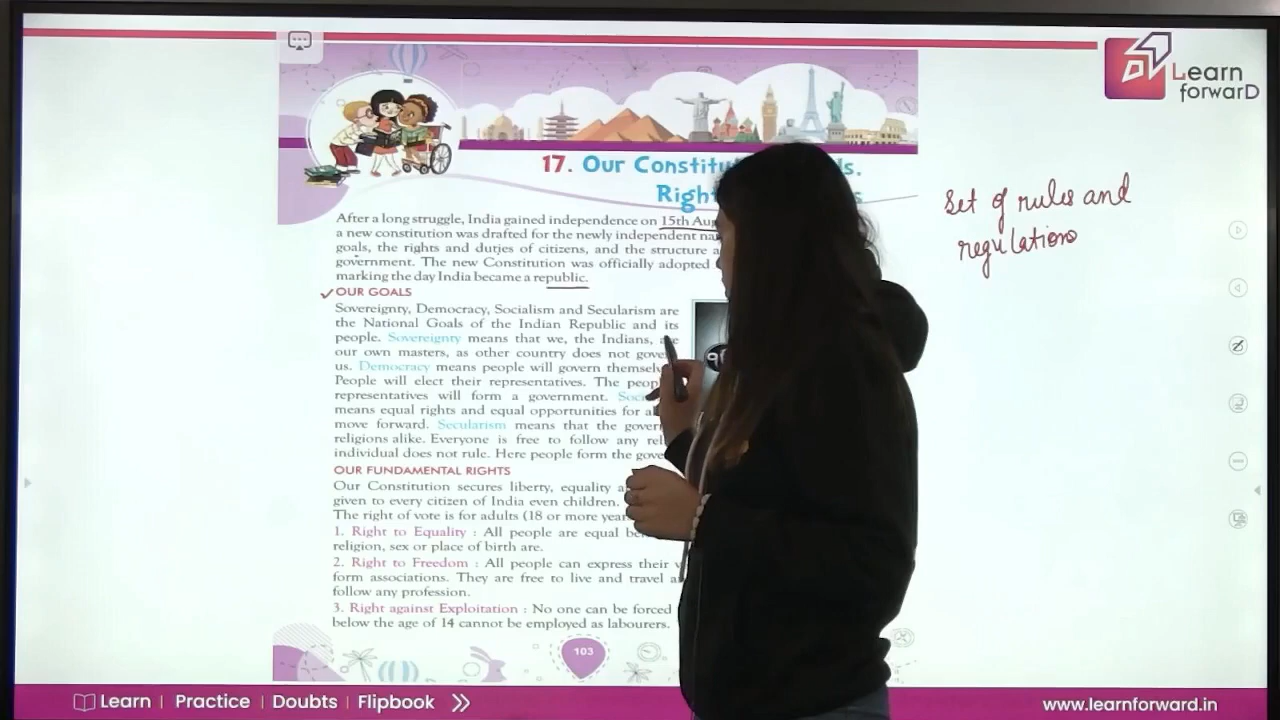 Learn
forwarD
17. Our Constitu
Righ
After a long struggle, India gained independence on 15th Aug
a new constitution was drafted for the newly independent na
goals, the rights and duties of citizens, and the structure a
government. The new Constitution was officially adopted
marking the day India became a republic.
Set of rules and
regulations
OUR GOALS
Sovereignty, Democracy, Socialism and Secularism are
the National Goals of the Indian Republic and its
people. Sovereignty means that we, the Indians, are
our own masters, as other country does not gove
us. Democracy means people will govern themselv
People will elect their representatives. The peop
representatives will form a government. Soc
means equal rights and equal opportunities for al
move forward. Secularism means that the govern
religions alike. Everyone is free to follow any rel
individual does not rule. Here people form the gove
OUR FUNDAMENTAL RIGHTS
Our Constitution secures liberty, equality a
given to every citizen of India even children.
The right of vote is for adults (18 or more year
1. Right to Equality : All people are equal be
religion, sex or place of birth are.
2. Right to Freedom : All people can express their v
form associations. They are free to live and travel a
follow any profession.
3. Right against Exploitation : No one can be forced
below the age of 14 cannot be employed as labourers.
103
Learn | Practice | Doubts | Flipbook
www.learnforward.in